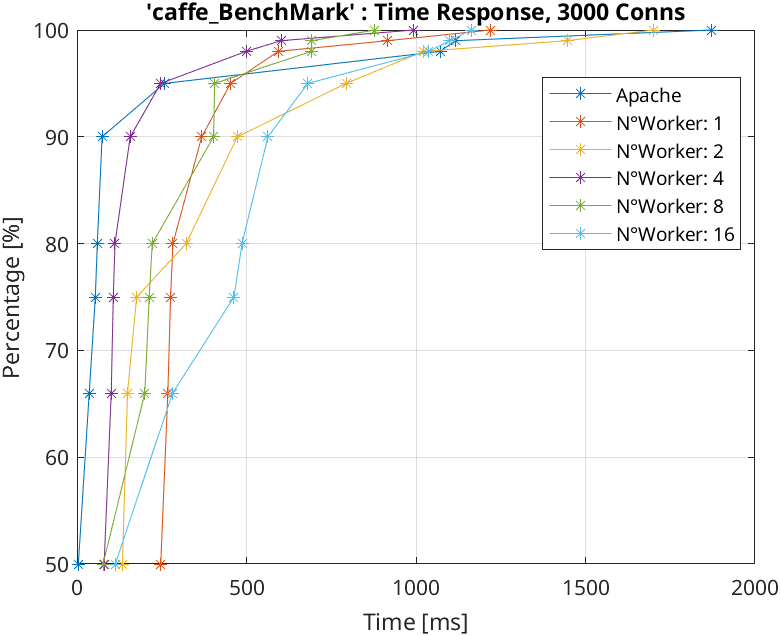 'caffe_BenchMark' : Time Response, 3000 Conns
Percentage [%]
100
90
80
70
60
50
0 500 1000 1500 2000
Time [ms]
Apache
N°Worker: 1
N°Worker: 2
N°Worker: 4
N°Worker: 8
N°Worker: 16